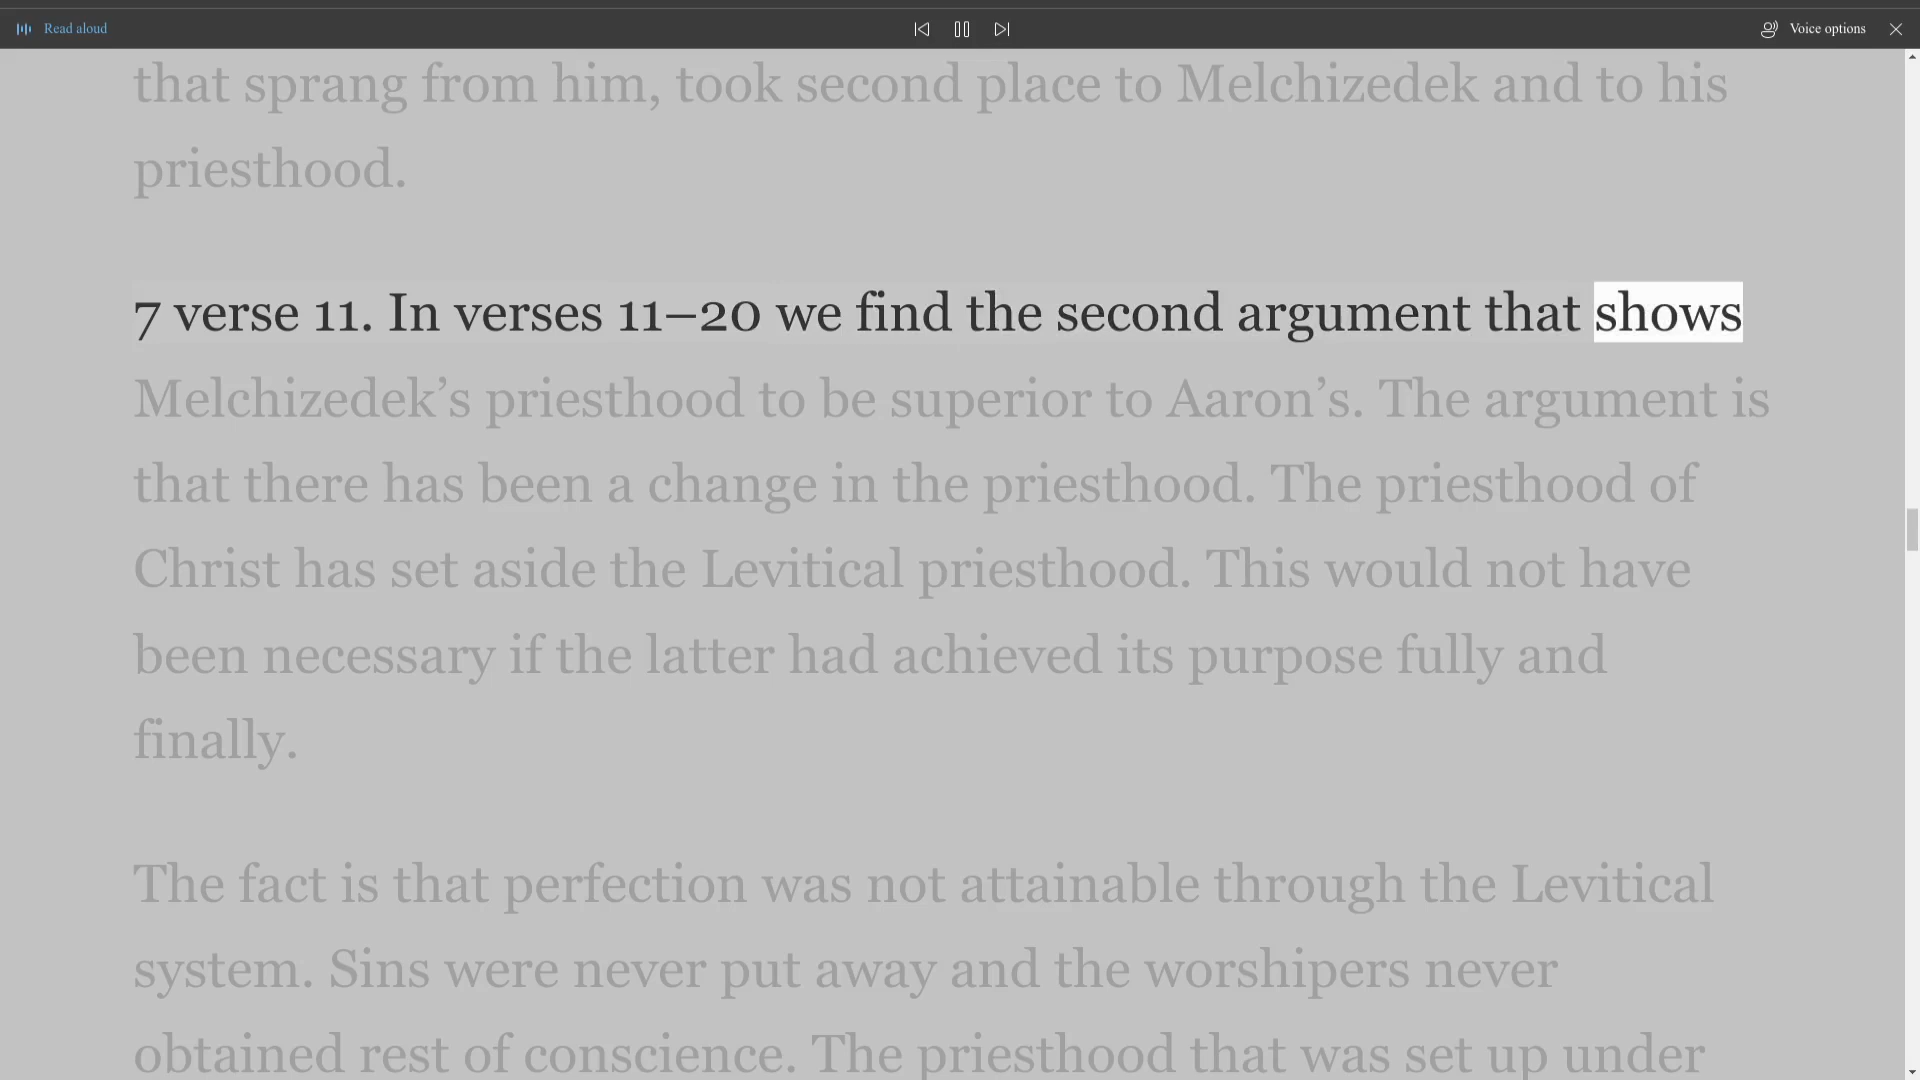 Read aloud
Voice options
that sprang from him, took second place to Melchizedek and to his
priesthood.
7 verse 11. In verses 11–20 we find the second argument that shows
Melchizedek’s priesthood to be superior to Aaron’s. The argument is
that there has been a change in the priesthood. The priesthood of
Christ has set aside the Levitical priesthood. This would not have
been necessary if the latter had achieved its purpose fully and
finally.
The fact is that perfection was not attainable through the Levitical
system. Sins were never put away and the worshipers never
obtained rest of conscience. The priesthood that was set up under